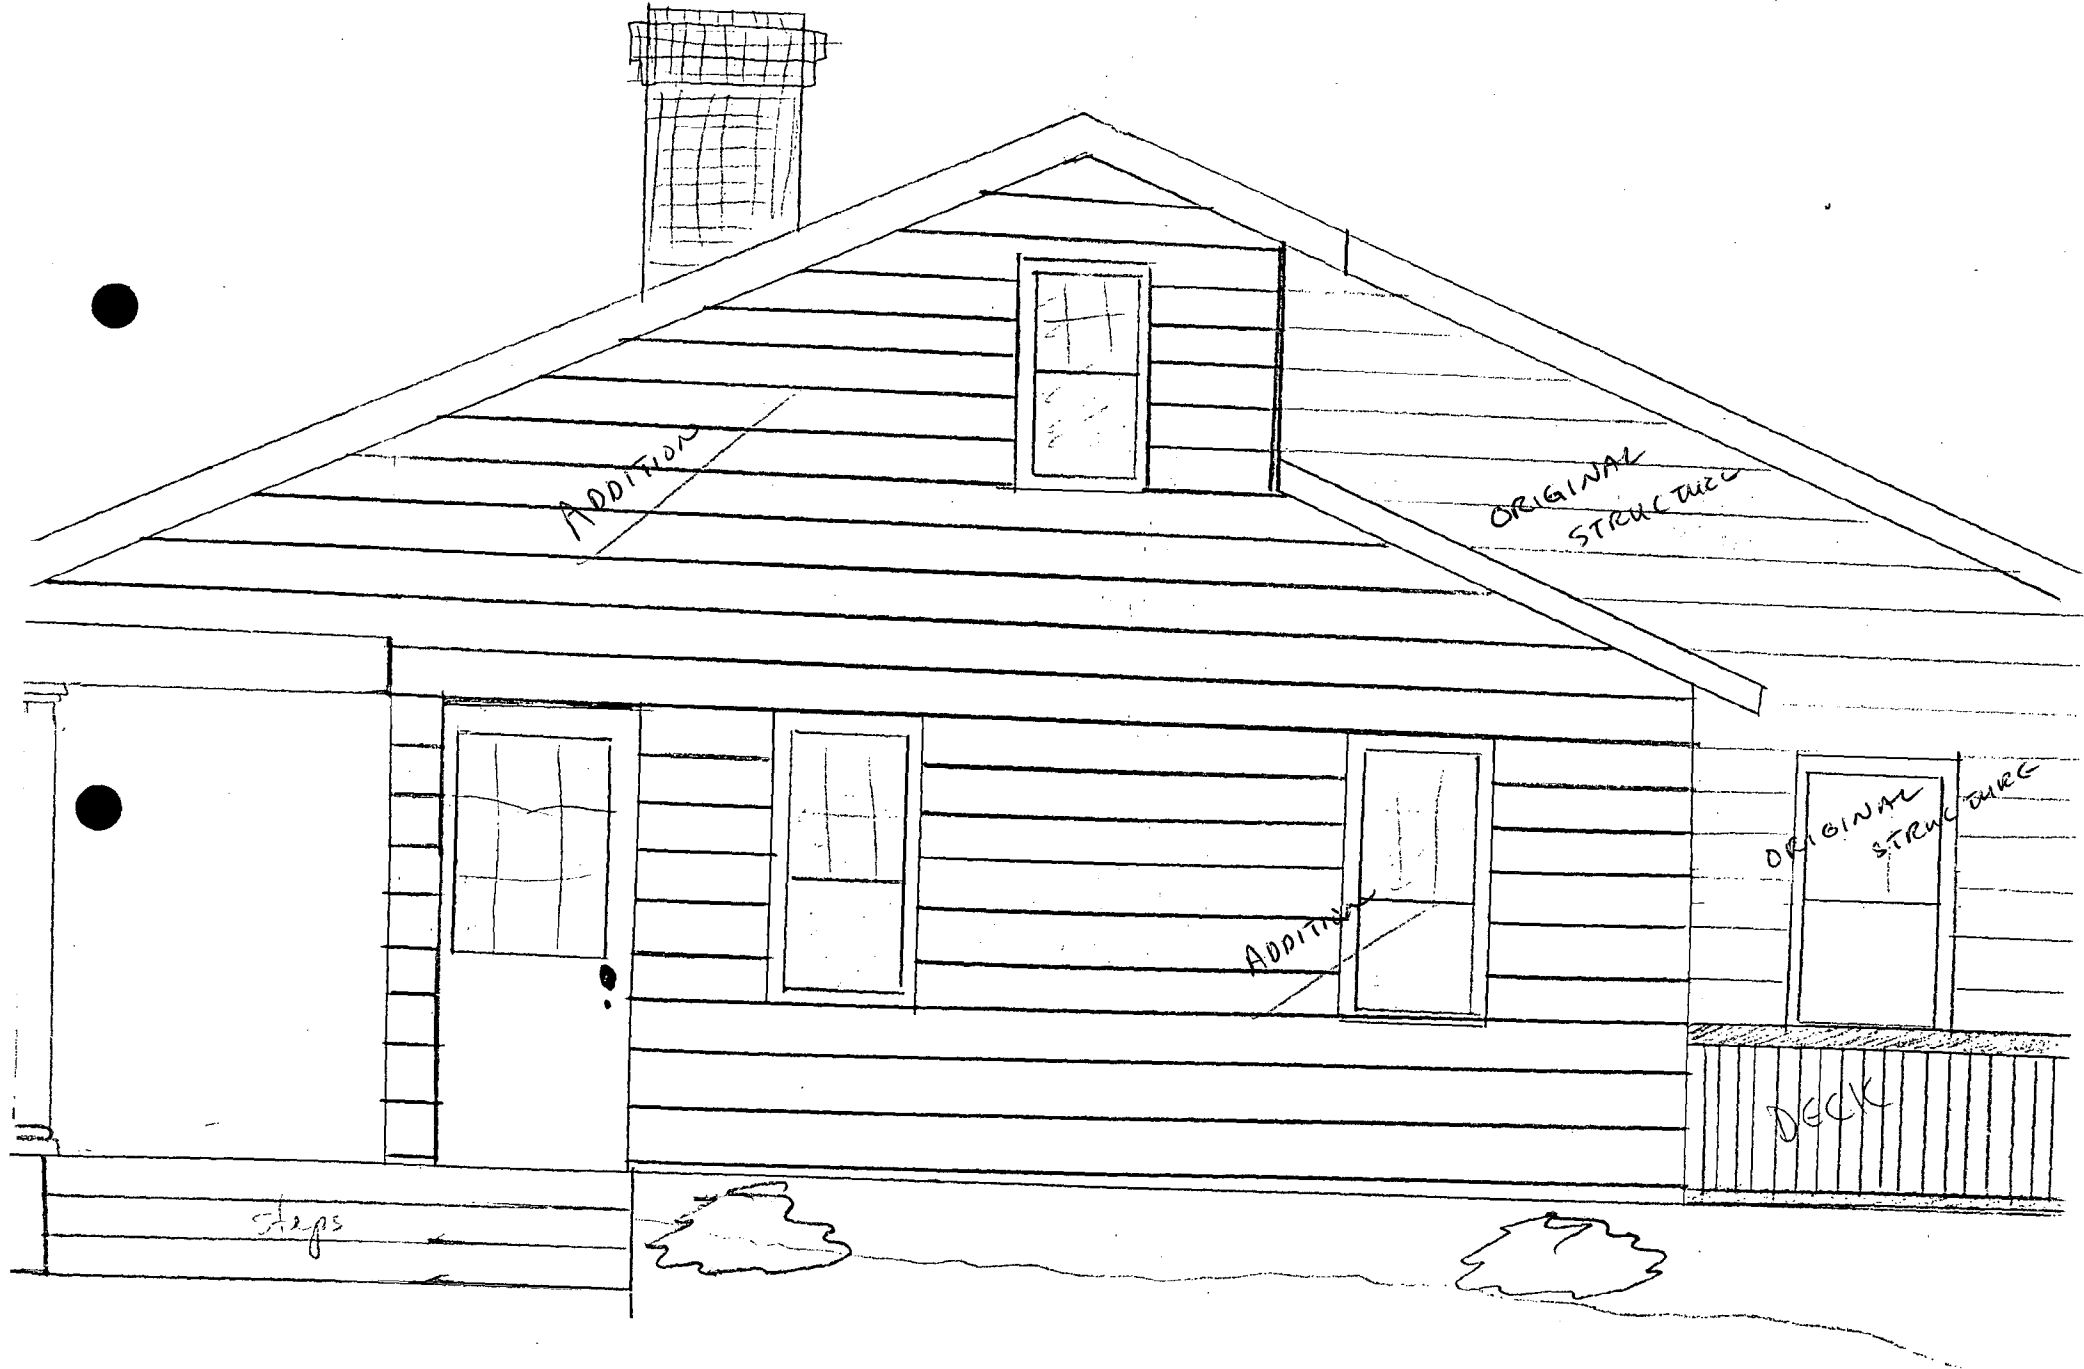 ADDITION
ORIGINAL
STRUCTURE
ORIGINAL
STRUCTURE
ADDITION
DECK
Steps